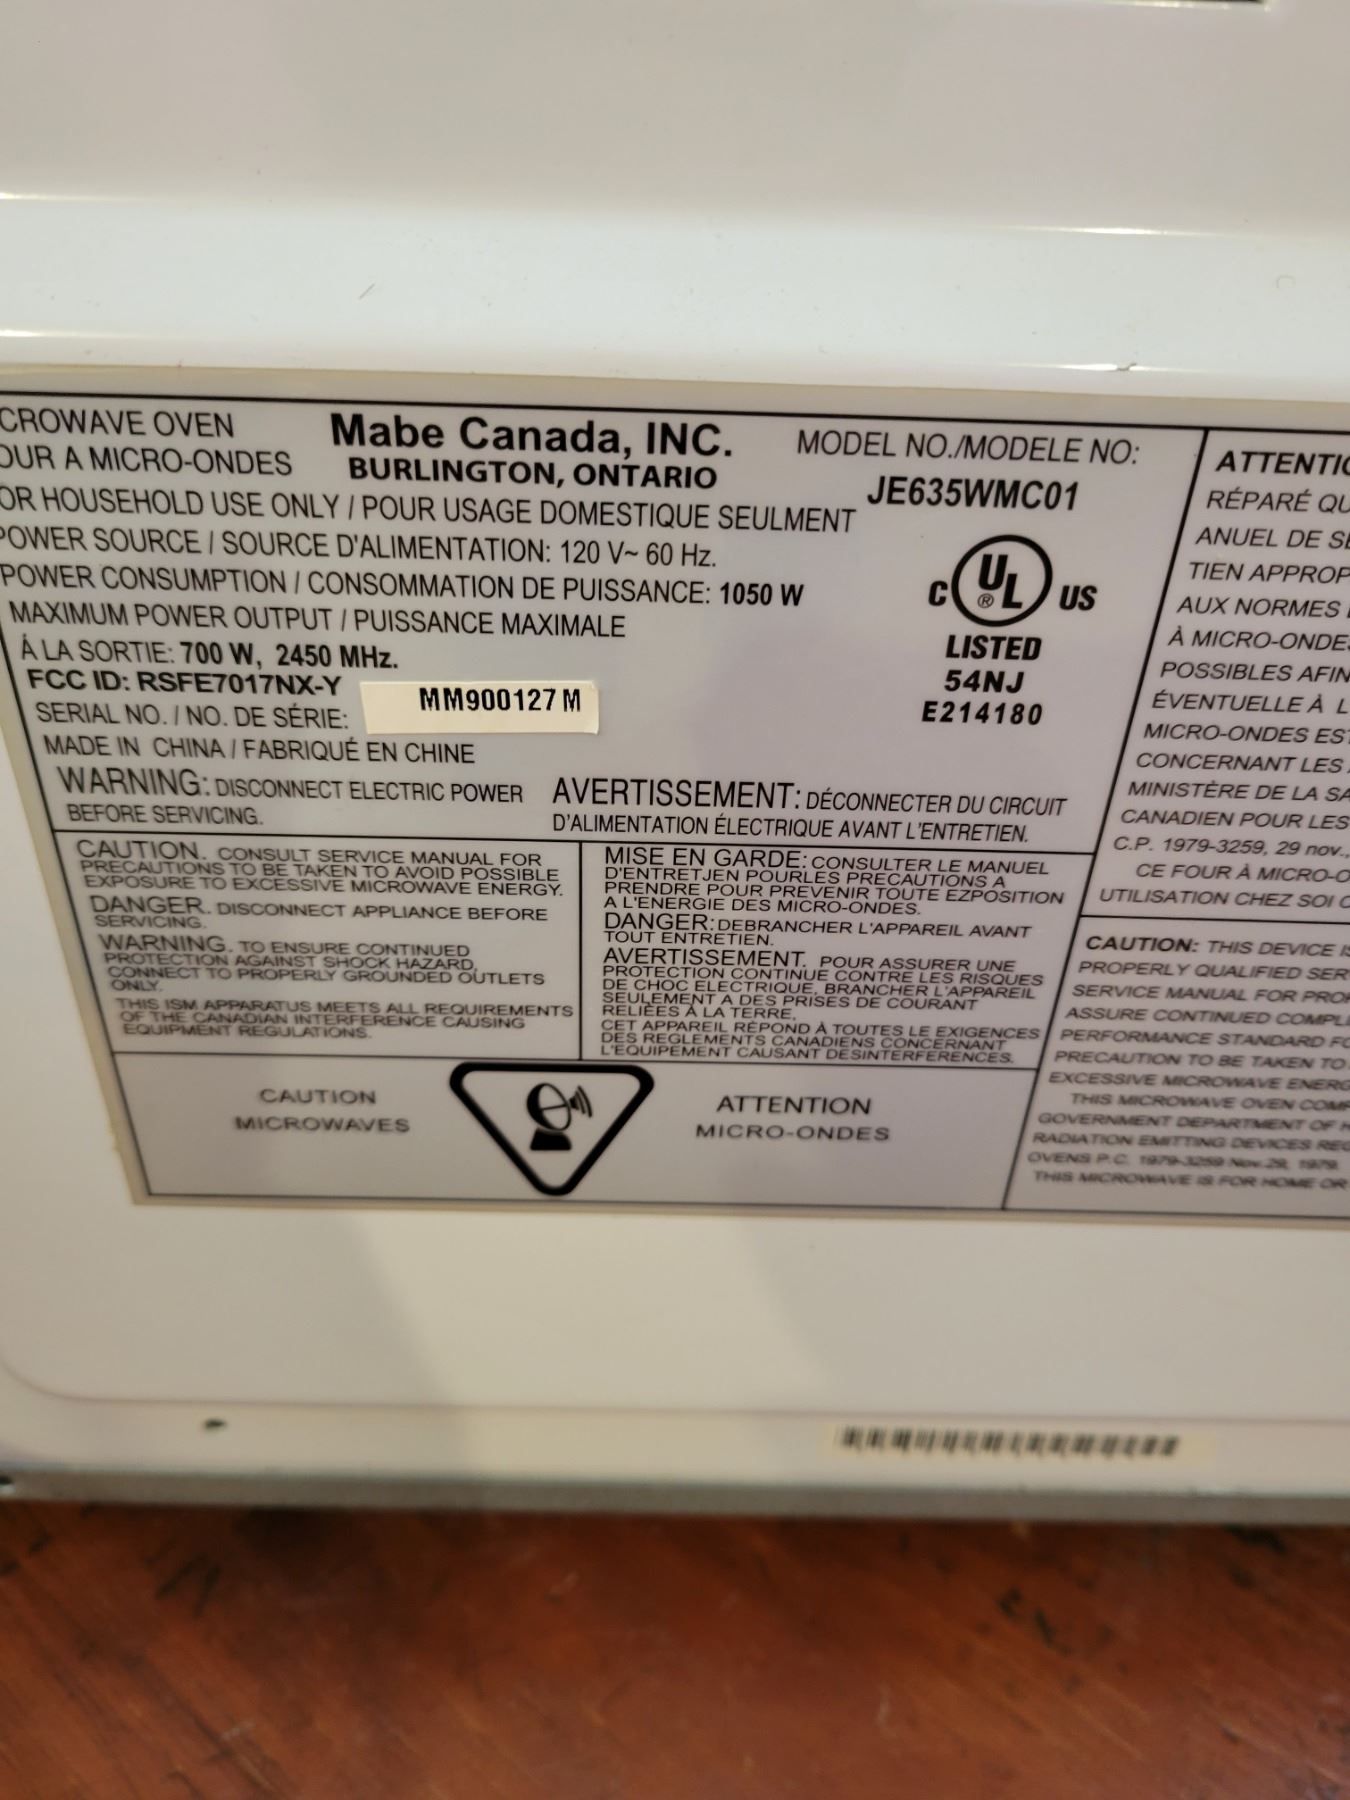 CROWAVE OVEN
OUR A MICRO-ONDES
Mabe Canada, INC.
BURLINGTON, ONTARIO
MODEL NO./MODELE NO:
JE635WMC01
OR HOUSEHOLD USE ONLY / POUR USAGE DOMESTIQUE SEULMENT
POWER SOURCE / SOURCE D'ALIMENTATION: 120 V~ 60 Hz.
POWER CONSUMPTION / CONSOMMATION DE PUISSANCE: 1050 W
MAXIMUM POWER OUTPUT / PUISSANCE MAXIMALE
À LA SORTIE: 700 W, 2450 MHz.
FCC ID: RSFE7017NX-Y
SERIAL NO. / NO. DE SÉRIE: MM900127M
MADE IN CHINA / FABRIQUÉ EN CHINE
C UL ® US
LISTED
54NJ
E214180
WARNING: DISCONNECT ELECTRIC POWER
BEFORE SERVICING.
AVERTISSEMENT: DÉCONNECTER DU CIRCUIT
D'ALIMENTATION ÉLECTRIQUE AVANT L'ENTRETIEN.
CAUTION. CONSULT SERVICE MANUAL FOR
PRECAUTIONS TO BE TAKEN TO AVOID POSSIBLE
EXPOSURE TO EXCESSIVE MICROWAVE ENERGY.
DANGER. DISCONNECT APPLIANCE BEFORE
SERVICING.
WARNING. TO ENSURE CONTINUED
PROTECTION AGAINST SHOCK HAZARD,
CONNECT TO PROPERLY GROUNDED OUTLETS
ONLY.
THIS ISM APPARATUS MEETS ALL REQUIREMENTS
OF THE CANADIAN INTERFERENCE CAUSING
EQUIPMENT REGULATIONS.
MISE EN GARDE: CONSULTER LE MANUEL
D'ENTRETJEN POURLES PRECAUTIONS A
PRENDRE POUR PREVENIR TOUTE EZPOSITION
A L'ENERGIE DES MICRO-ONDES.
DANGER: DEBRANCHER L'APPAREIL AVANT
TOUT ENTRETIEN.
AVERTISSEMENT. POUR ASSURER UNE
PROTECTION CONTINUE CONTRE LES RISQUES
DE CHOC ELECTRIQUE, BRANCHER L'APPAREIL
SEULEMENT A DES PRISES DE COURANT
RELIÉES À LA TERRE,
CET APPAREIL RÉPOND À TOUTES LE EXIGENCES
DES REGLEMENTS CANADIENS CONCERNANT
L'EQUIPEMENT CAUSANT DESINTERFERENCES.
CAUTION
MICROWAVES
ATTENTION
MICRO-ONDES
ATTENTIO
RÉPARÉ QU
ANUEL DE SE
TIEN APPROP
AUX NORMES
À MICRO-ONDE
POSSIBLES AFIN
ÉVENTUELLE À L
MICRO-ONDES EST
CONCERNANT LES
MINISTÈRE DE LA SA
CANADIEN POUR LES
C.P. 1979-3259, 29 nov.,
CE FOUR À MICRO-O
UTILISATION CHEZ SOI
CAUTION: THIS DEVICE IS
PROPERLY QUALIFIED SER
SERVICE MANUAL FOR PROP
ASSURE CONTINUED COMPLI
PERFORMANCE STANDARD FO
PRECAUTION TO BE TAKEN TO
EXCESSIVE MICROWAVE ENERG
THIS MICROWAVE OVEN COMP
GOVERNMENT DEPARTMENT OF H
RADIATION EMITTING DEVICES REG
OVENS P.C. 1979-3259 Nov. 29, 1979.
THIS MICROWAVE IS FOR HOME OR